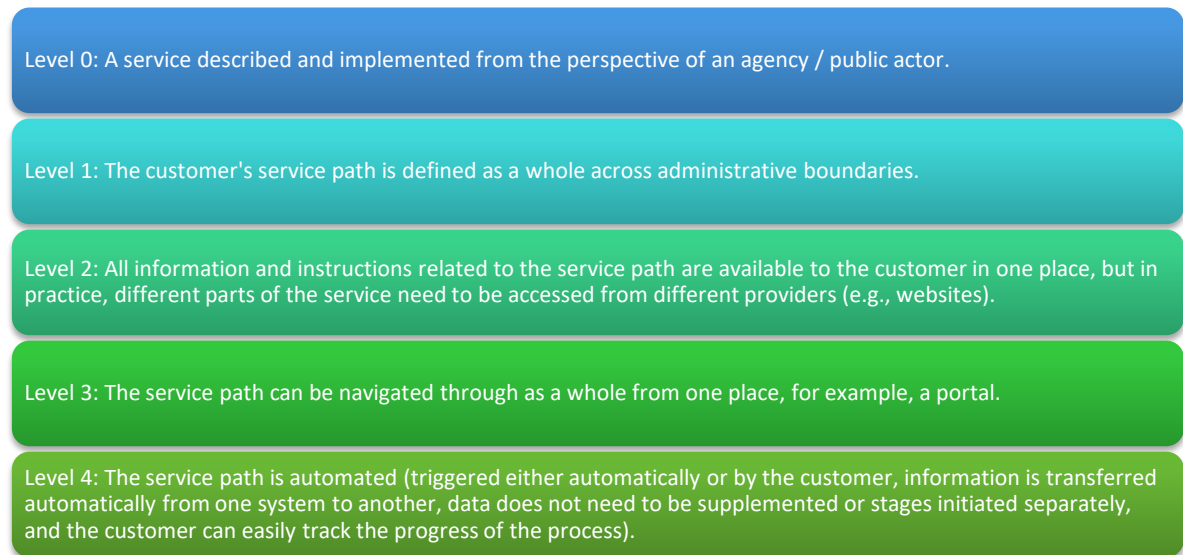 Level 0: A service described and implemented from the perspective of an agency / public actor.
Level 1: The customer's service path is defined as a whole across administrative boundaries.
Level 2: All information and instructions related to the service path are available to the customer in one place, but in
practice, different parts of the service need to be accessed from different providers (e.g., websites).
Level 3: The service path can be navigated through as a whole from one place, for example, a portal.
Level 4: The service path is automated (triggered either automatically or by the customer, information is transferred
automatically from one system to another, data does not need to be supplemented or stages initiated separately,
and the customer can easily track the progress of the process).